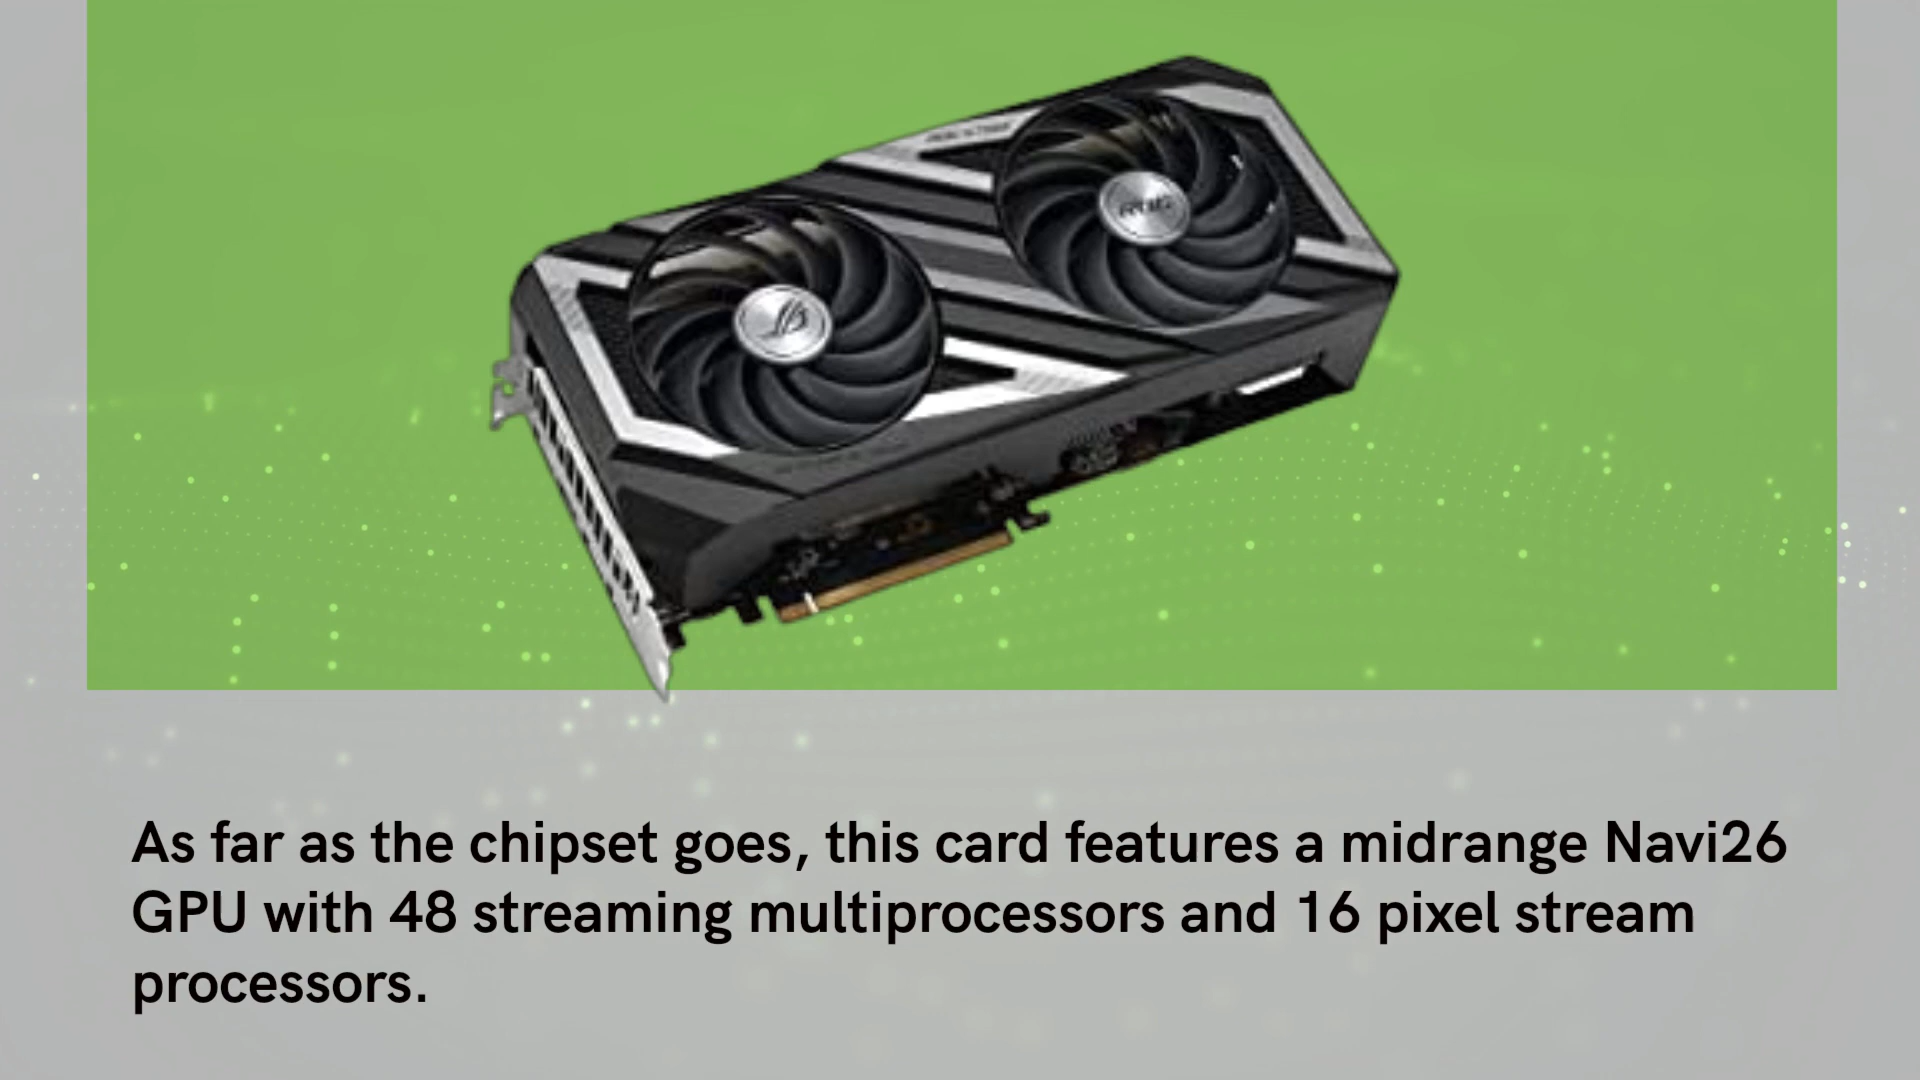 As far as the chipset goes, this card features a midrange Navi26
GPU with 48 streaming multiprocessors and 16 pixel stream
processors.